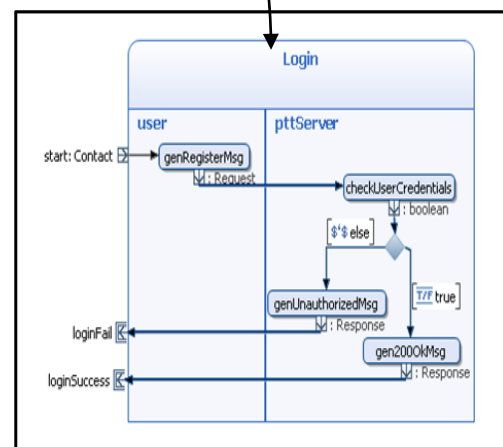 Login
user
pttServer
start: Contact
genRegisterMsg
: Request
checkUserCredentials
: boolean
$'$ else
T/F true
genUnauthorizedMsg
: Response
loginFail
gen200OkMsg
: Response
loginSuccess